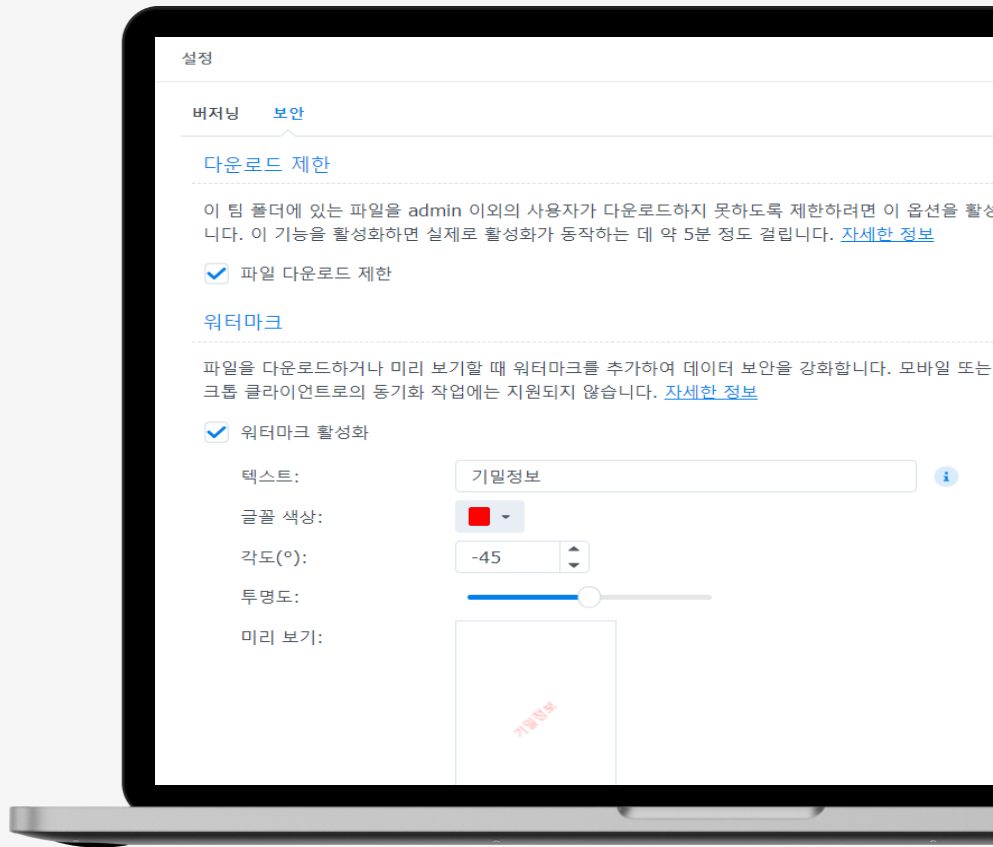 설정
버저닝 보안
다운로드 제한
이 팀 폴더에 있는 파일을 admin 이외의 사용자가 다운로드하지 못하도록 제한하려면 이 옵션을
니다. 이 기능을 활성화하면 실제로 활성화가 동작하는 데 약 5분 정도 걸립니다. 자세한 정보
파일 다운로드 제한
워터마크
파일을 다운로드하거나 미리 보기할 때 워터마크를 추가하여 데이터 보안을 강화합니다. 모바일 또는
크톱 클라이언트로의 동기화 작업에는 지원되지 않습니다. 자세한 정보
워터마크 활성화
텍스트: 기밀정보
글꼴 색상:
각도(°): -45
투명도:
미리 보기:
기밀정보